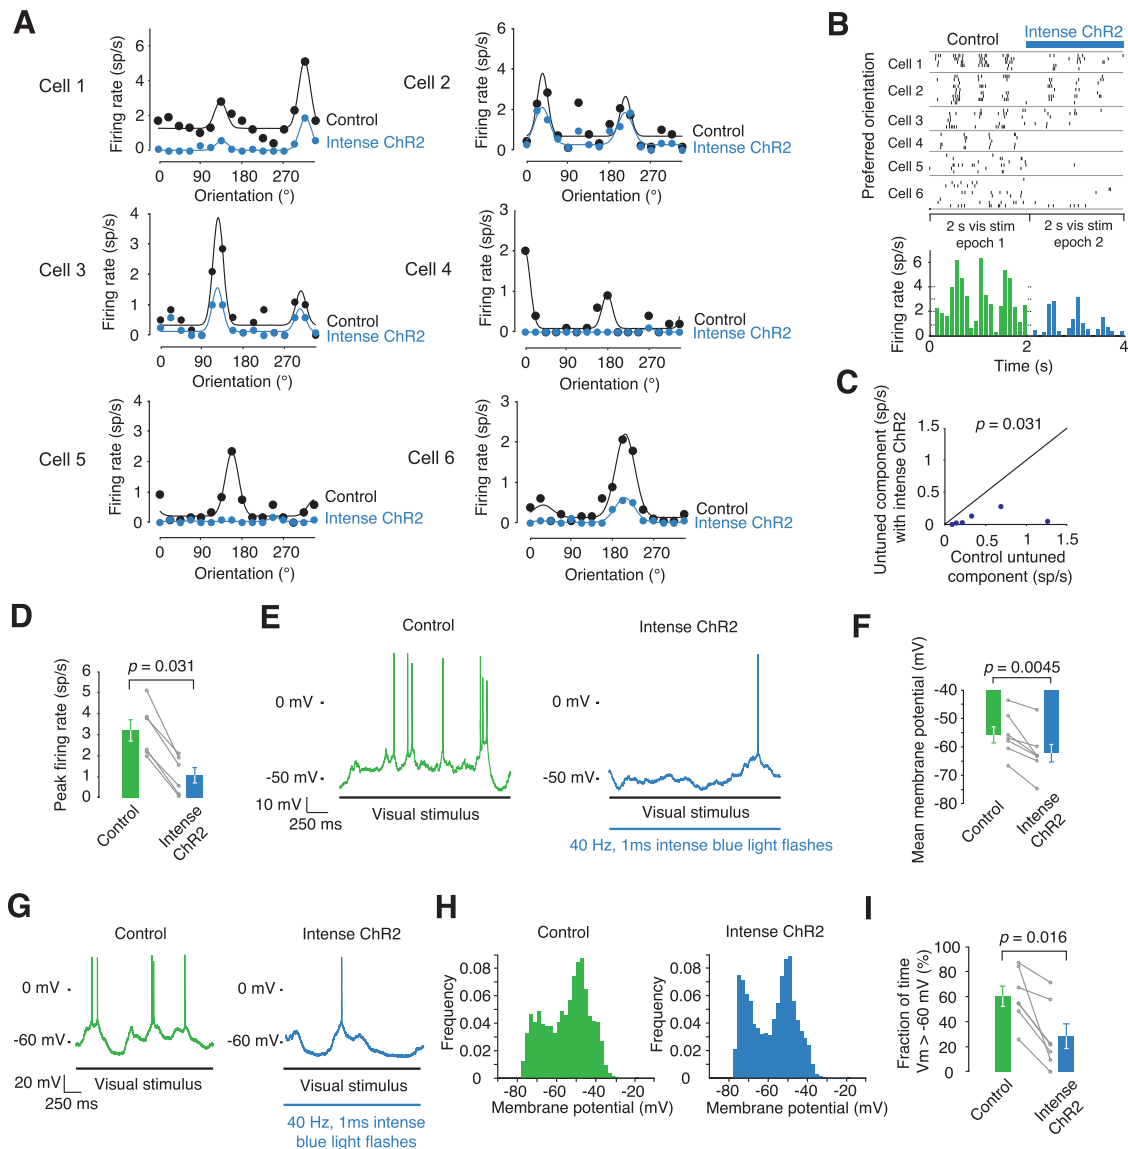 A
Firing rate (sp/s)
6
4
2
0
Cell 1
Control
Intense ChR2
0 90 180 270
Orientation (°)
Firing rate (sp/s)
6
4
2
0
Cell 2
Control
Intense ChR2
0 90 180 270
Orientation (°)
Firing rate (sp/s)
4
3
2
1
0
Cell 3
Control
Intense ChR2
0 90 180 270
Orientation (°)
Firing rate (sp/s)
3
2
1
0
Cell 4
Control
Intense ChR2
0 90 180 270
Orientation (°)
Firing rate (sp/s)
4
3
2
1
0
Cell 5
Control
Intense ChR2
0 90 180 270
Orientation (°)
Firing rate (sp/s)
3
2
1
0
Cell 6
Control
Intense ChR2
0 90 180 270
Orientation (°)
B
Control
Intense ChR2
Preferred orientation
Cell 1
Cell 2
Cell 3
Cell 4
Cell 5
Cell 6
2 s vis stim
epoch 1
2 s vis stim
epoch 2
Firing rate (sp/s)
6
4
2
0
0 2 4
Time (s)
C
Untuned component (sp/s)
with intense ChR2
p = 0.031
1.5
1
0.5
0
0 0.5 1 1.5
Control untuned
component (sp/s)
D
p = 0.031
Peak firing rate (sp/s)
6
5
4
3
2
1
0
Control
Intense
ChR2
E
Control
Intense ChR2
0 mV
-50 mV
10 mV
250 ms
Visual stimulus
0 mV
-50 mV
Visual stimulus
40 Hz, 1ms intense blue light flashes
F
p = 0.0045
Mean membrane potential (mV)
-40
-50
-60
-70
-80
Control
Intense
ChR2
G
Control
Intense ChR2
0 mV
-60 mV
20 mV
250 ms
Visual stimulus
0 mV
-60 mV
Visual stimulus
40 Hz, 1ms intense
blue light flashes
H
Control
Frequency
0.08
0.06
0.04
0.02
0
-80 -60 -40 -20
Membrane potential (mV)
Intense ChR2
Frequency
0.08
0.06
0.04
0.02
0
-80 -60 -40 -20
Membrane potential (mV)
I
p = 0.016
Fraction of time
Vm > -60 mV (%)
100
80
60
40
20
0
Control
Intense
ChR2